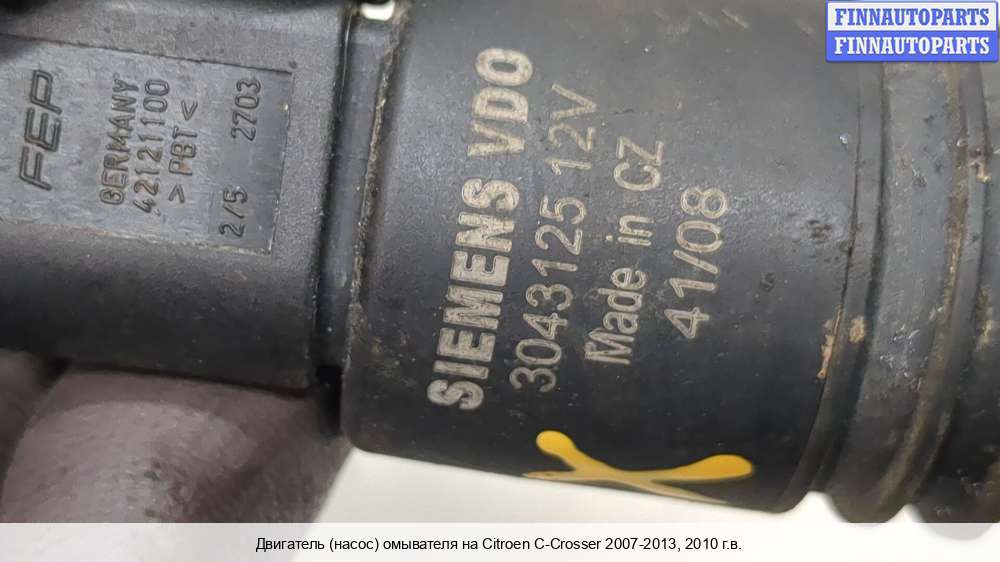 FINNAUTOPARTS
FINNAUTOPARTS
FEP
GERMANY
42121100
>PBT<
2/5 2703
SIEMENS VDO
3043125 12V
Made in CZ
41/08
Двигатель (насос) омывателя на Citroen C-Crosser 2007-2013, 2010 г.в.